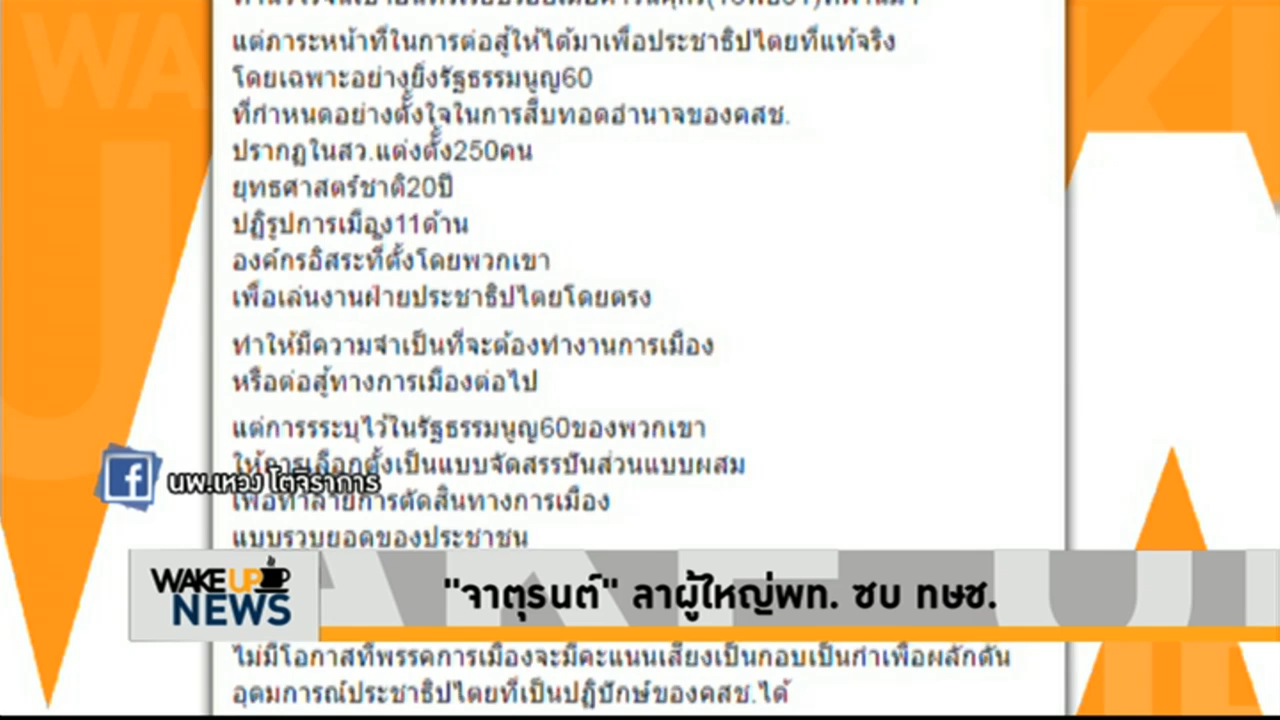 แต่ภาระหน้าที่ในการต่อสู้ให้ได้มาเพื่อประชาธิปไตยที่แท้จริง
โดยเฉพาะอย่างยิ่งรัฐธรรมนูญ60
ที่กำหนดอย่างตั้งใจในการสืบทอดอำนาจของคสช.
ปรากฏในสว.แต่งตั้ง250คน
ยุทธศาสตร์ชาติ20ปี
ปฏิรูปการเมือง11ด้าน
องค์กรอิสระที่ตั้งโดยพวกเขา
เพื่อเล่นงานฝ่ายประชาธิปไตยโดยตรง
ทำให้มีความจำเป็นที่จะต้องทำงานการเมือง
หรือต่อสู้ทางการเมืองต่อไป
แต่การรระบุไว้ในรัฐธรรมนูญ60ของพวกเขา
ให้การเลือกตั้งเป็นแบบจัดสรรปันส่วนแบบผสม
นพ.เหวง โตจิราการ
เพื่อทำลายการตัดสินทางการเมือง
แบบรวบยอดของประชาชน
WAKE UP
NEWS
"จาตุรนต์" ลาผู้ใหญ่พท. ซบ ทษช.
ไม่มีโอกาสที่พรรคการเมืองจะมีคะแนนเสียงเป็นกอบเป็นกำเพื่อผลักดัน
อุดมการณ์ประชาธิปไตยที่เป็นปฏิปักษ์ของคสช.ได้